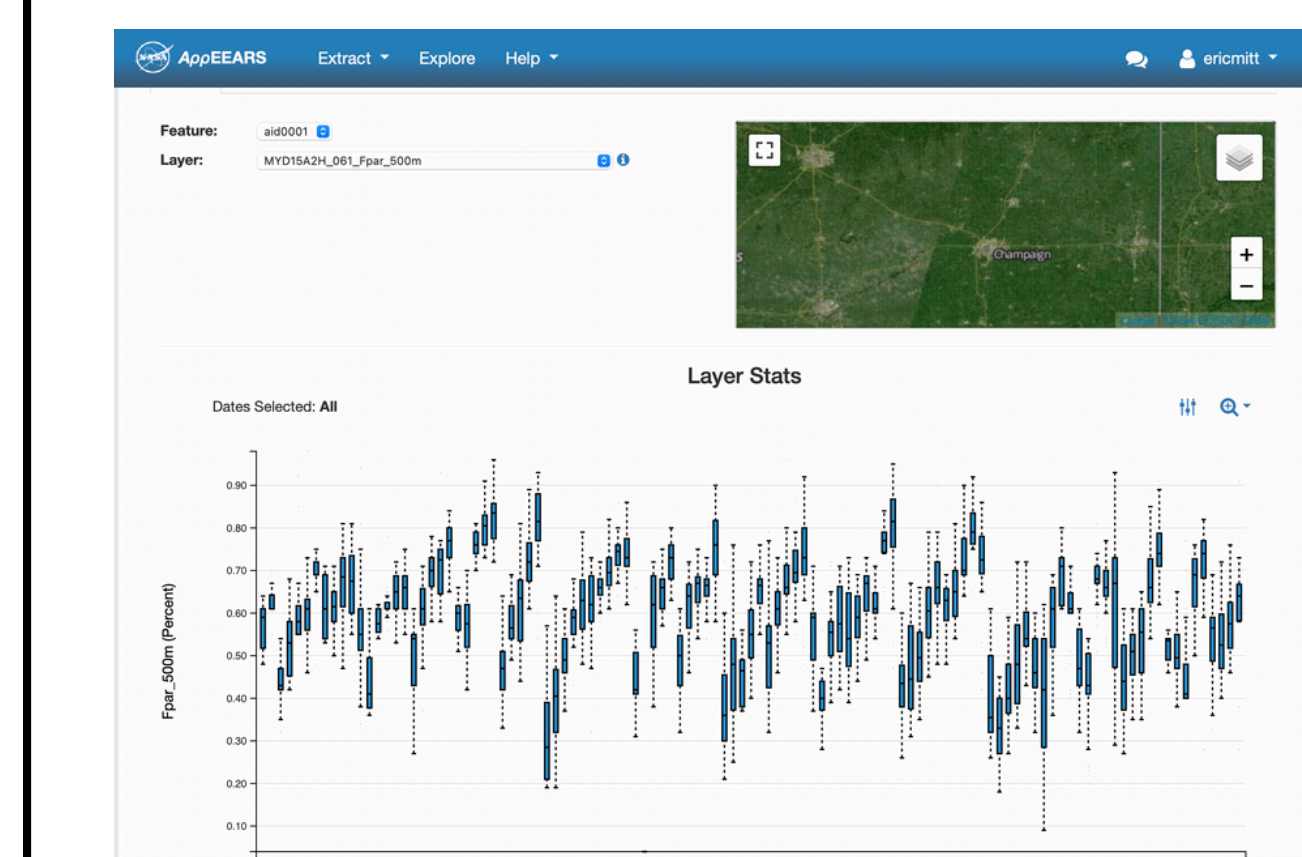 NASA AppEEARS Extract Explore Help ericmitt
Feature: aid0001
Layer: MYD15A2H_061_Fpar_500m
Champaign
s
+
−
Layer Stats
Dates Selected: All
Fpar_500m (Percent)
0.90
0.80
0.70
0.60
0.50
0.40
0.30
0.20
0.10